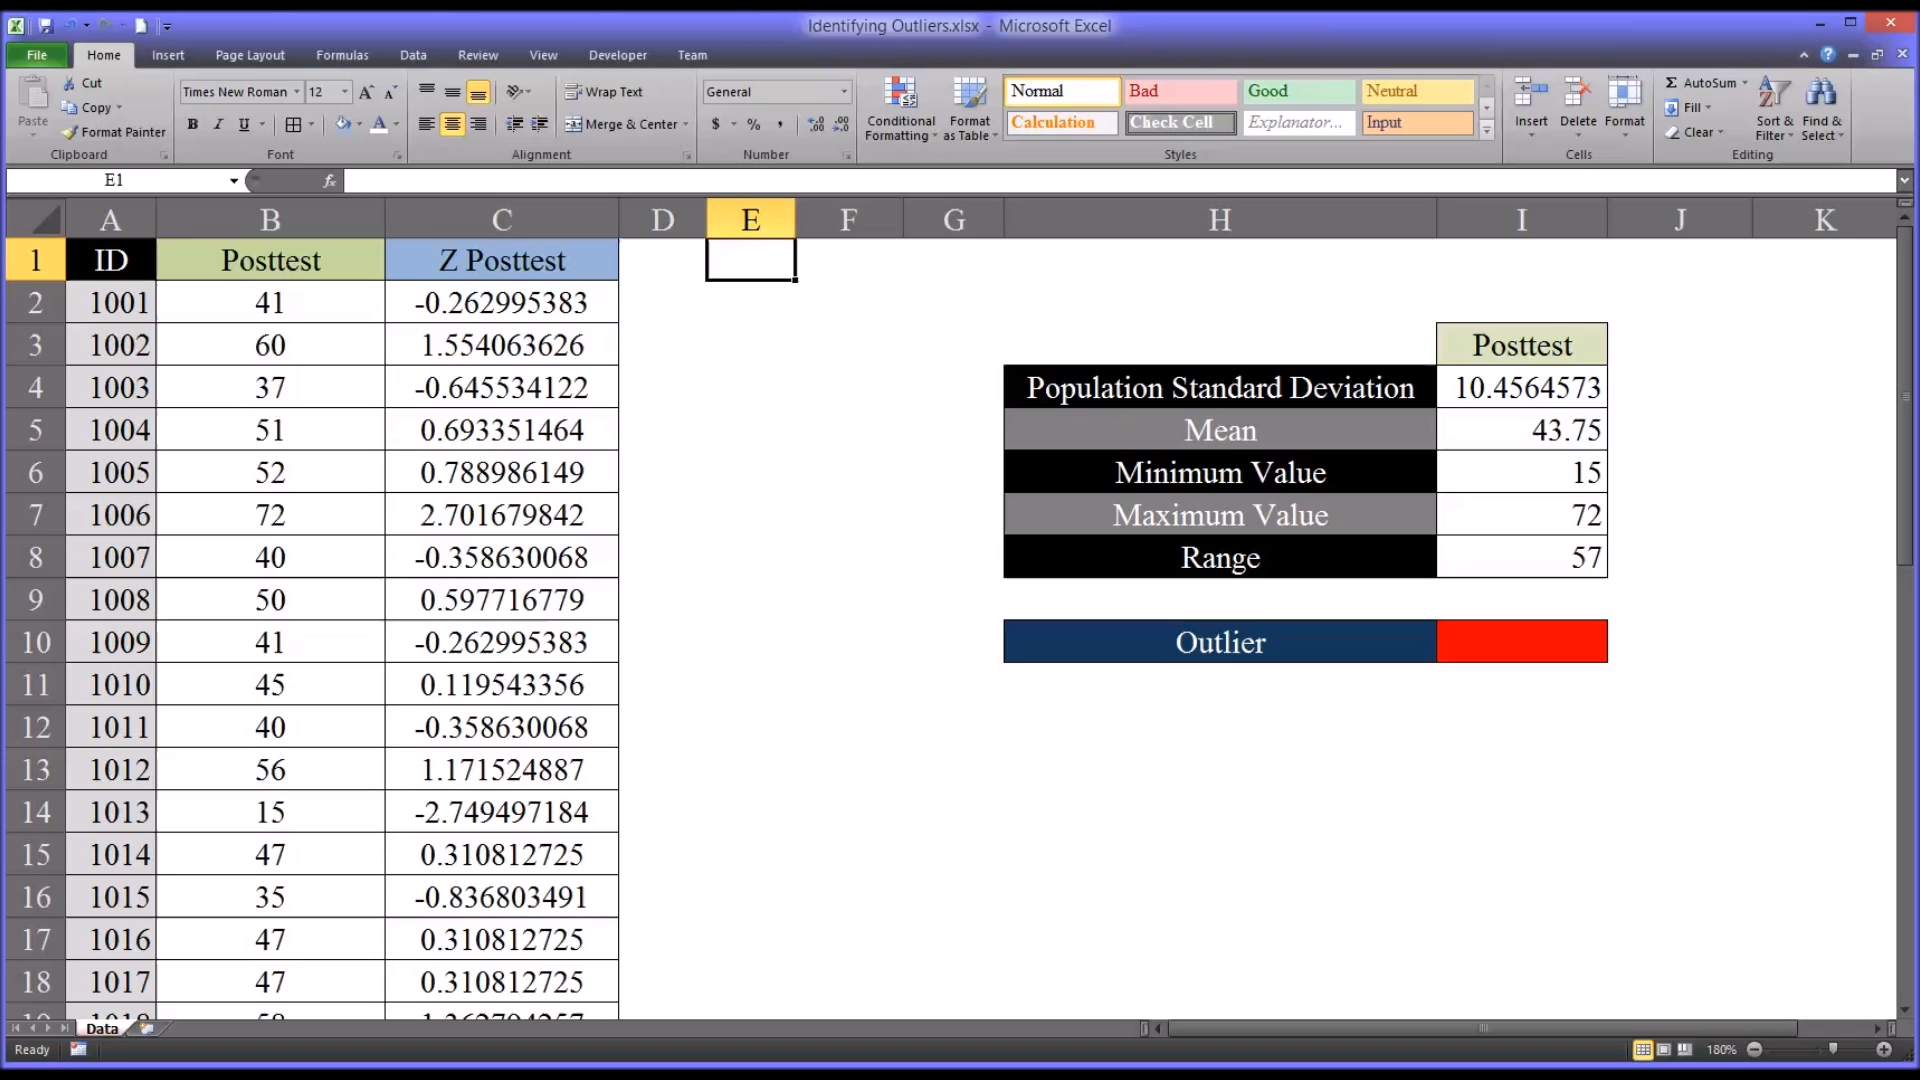 Identifying Outliers.xlsx - Microsoft Excel
File Home Insert Page Layout Formulas Data Review View Developer Team
Paste
Cut
Copy
Format Painter
Clipboard
Times New Roman 12
B I U
Font
Wrap Text
Merge & Center
Alignment
General
$ % ,
Number
Conditional Formatting
Format as Table
Normal Bad Good Neutral
Calculation Check Cell Explanator... Input
Styles
Insert Delete Format
Cells
AutoSum
Fill
Clear
Sort & Filter
Find & Select
Editing
E1 fx
A B C D E F G H I J K
1 ID Posttest Z Posttest
2 1001 41 -0.262995383
3 1002 60 1.554063626 Posttest
4 1003 37 -0.645534122 Population Standard Deviation 10.4564573
5 1004 51 0.693351464 Mean 43.75
6 1005 52 0.788986149 Minimum Value 15
7 1006 72 2.701679842 Maximum Value 72
8 1007 40 -0.358630068 Range 57
9 1008 50 0.597716779
10 1009 41 -0.262995383 Outlier
11 1010 45 0.119543356
12 1011 40 -0.358630068
13 1012 56 1.171524887
14 1013 15 -2.749497184
15 1014 47 0.310812725
16 1015 35 -0.836803491
17 1016 47 0.310812725
18 1017 47 0.310812725
Data
Ready 180%